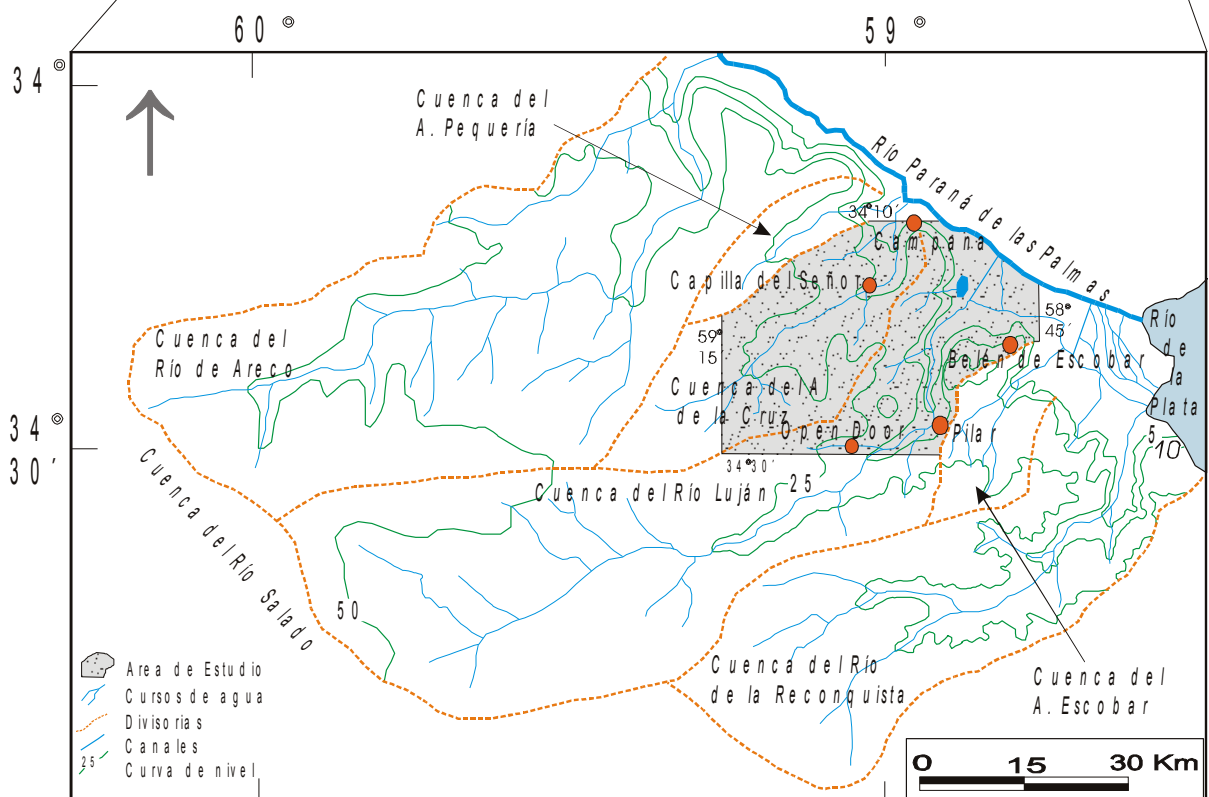 60°
59°
34°
Cuenca del
A. Pequería
Río Paraná de las Palmas
34°10´
Campana
Capilla del Señor
58°
45´
Río
de
la
Plata
59°
15
Cuenca del
Río de Areco
Belén de Escobar
Cuenca del A
de la Cruz
Open Door
Pilar
34°
30´
34°30´
5
10
25
Cuenca del Río Luján
Cuenca del Río Salado
50
Cuenca del Río
de la Reconquista
Cuenca del
A. Escobar
Area de Estudio
Cursos de agua
Divisorias
Canales
25
Curva de nivel
0 15 30 Km